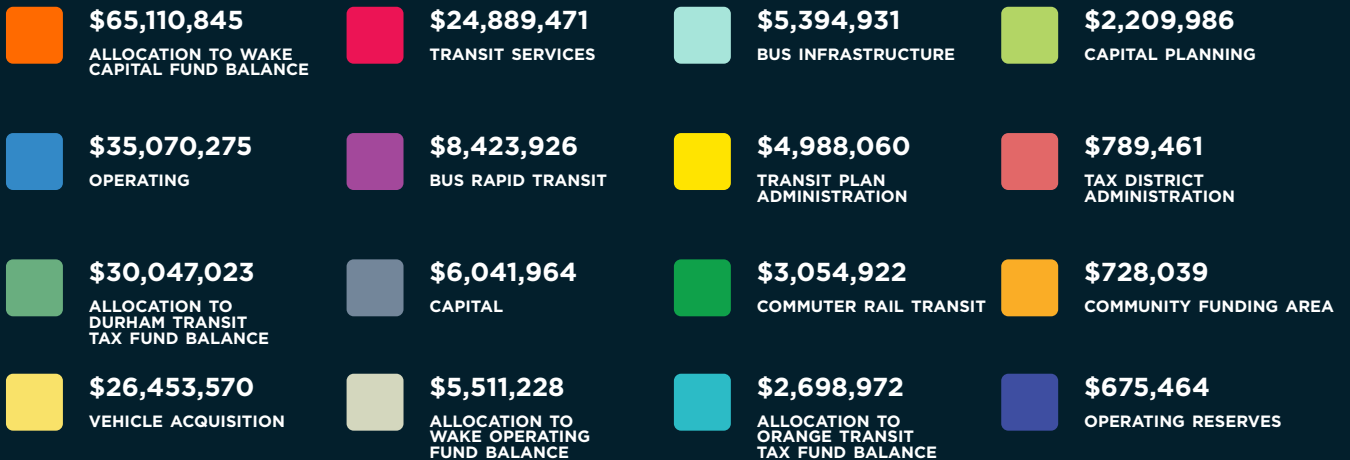 $65,110,845
ALLOCATION TO WAKE
CAPITAL FUND BALANCE
$24,889,471
TRANSIT SERVICES
$5,394,931
BUS INFRASTRUCTURE
$2,209,986
CAPITAL PLANNING
$35,070,275
OPERATING
$8,423,926
BUS RAPID TRANSIT
$4,988,060
TRANSIT PLAN
ADMINISTRATION
$789,461
TAX DISTRICT
ADMINISTRATION
$30,047,023
ALLOCATION TO
DURHAM TRANSIT
TAX FUND BALANCE
$6,041,964
CAPITAL
$3,054,922
COMMUTER RAIL TRANSIT
$728,039
COMMUNITY FUNDING AREA
$26,453,570
VEHICLE ACQUISITION
$5,511,228
ALLOCATION TO
WAKE OPERATING
FUND BALANCE
$2,698,972
ALLOCATION TO
ORANGE TRANSIT
TAX FUND BALANCE
$675,464
OPERATING RESERVES